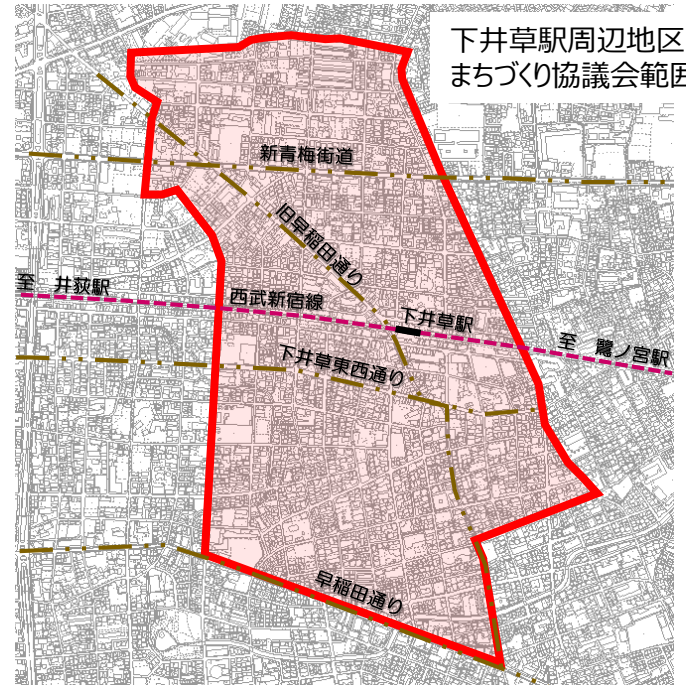 下井草駅周辺地区
まちづくり協議会範囲
新青梅街道
旧早稲田通り
至 井荻駅
西武新宿線
下井草駅
至 鷺ノ宮駅
下井草東西通り
早稲田通り